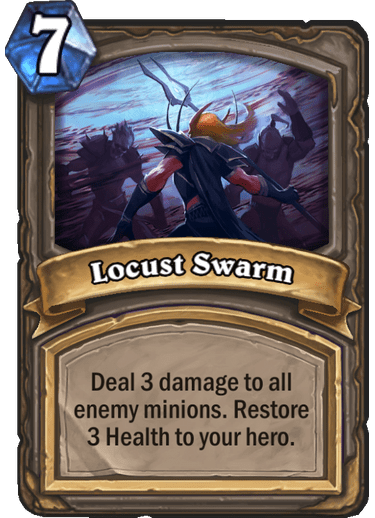 7
Locust Swarm
Deal 3 damage to all
enemy minions. Restore
3 Health to your hero.